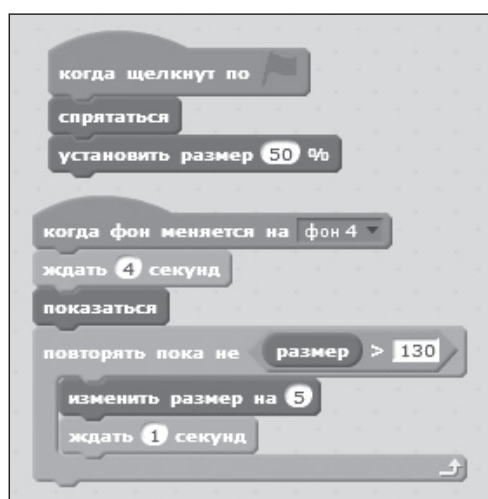 когда щелкнут по
спрятаться
установить размер 50 %
когда фон меняется на фон 4
ждать 4 секунд
показаться
повторять пока не размер > 130
изменить размер на 5
ждать 1 секунд